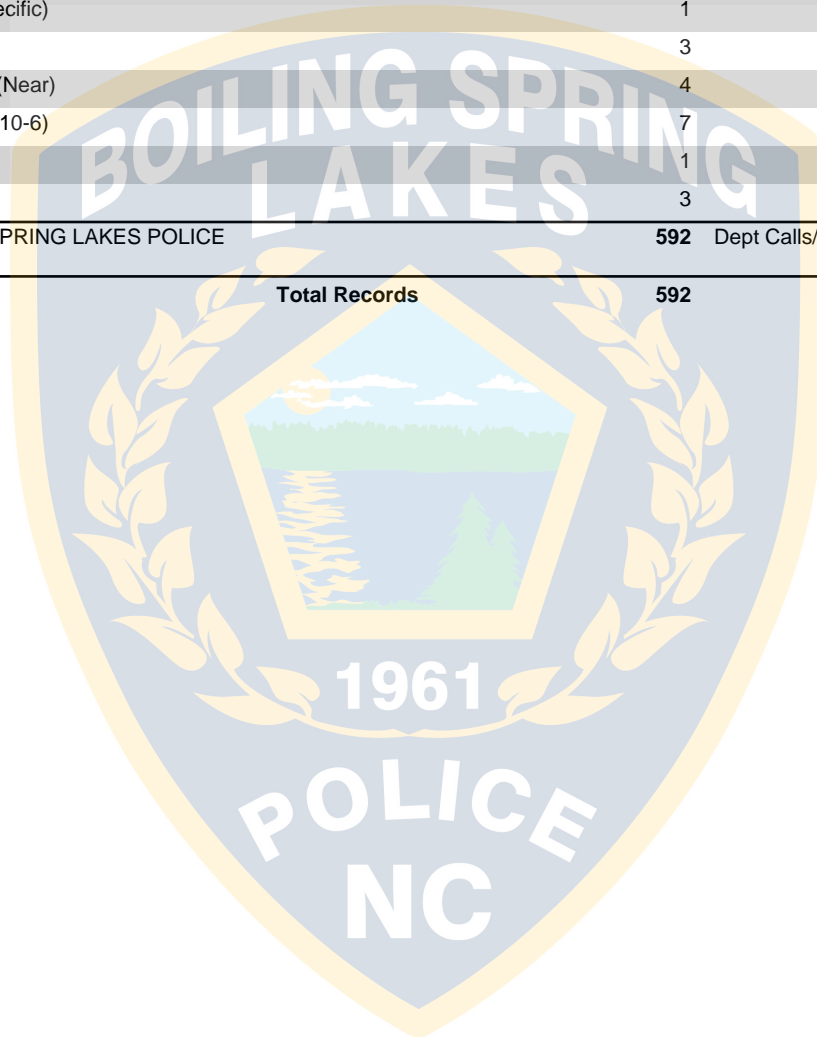 ecific) 1
3
(Near) 4
10-6) 7
1
3
PRING LAKES POLICE 592 Dept Calls/
Total Records 592
BOILING SPRING
LAKES
1961
POLICE
NC